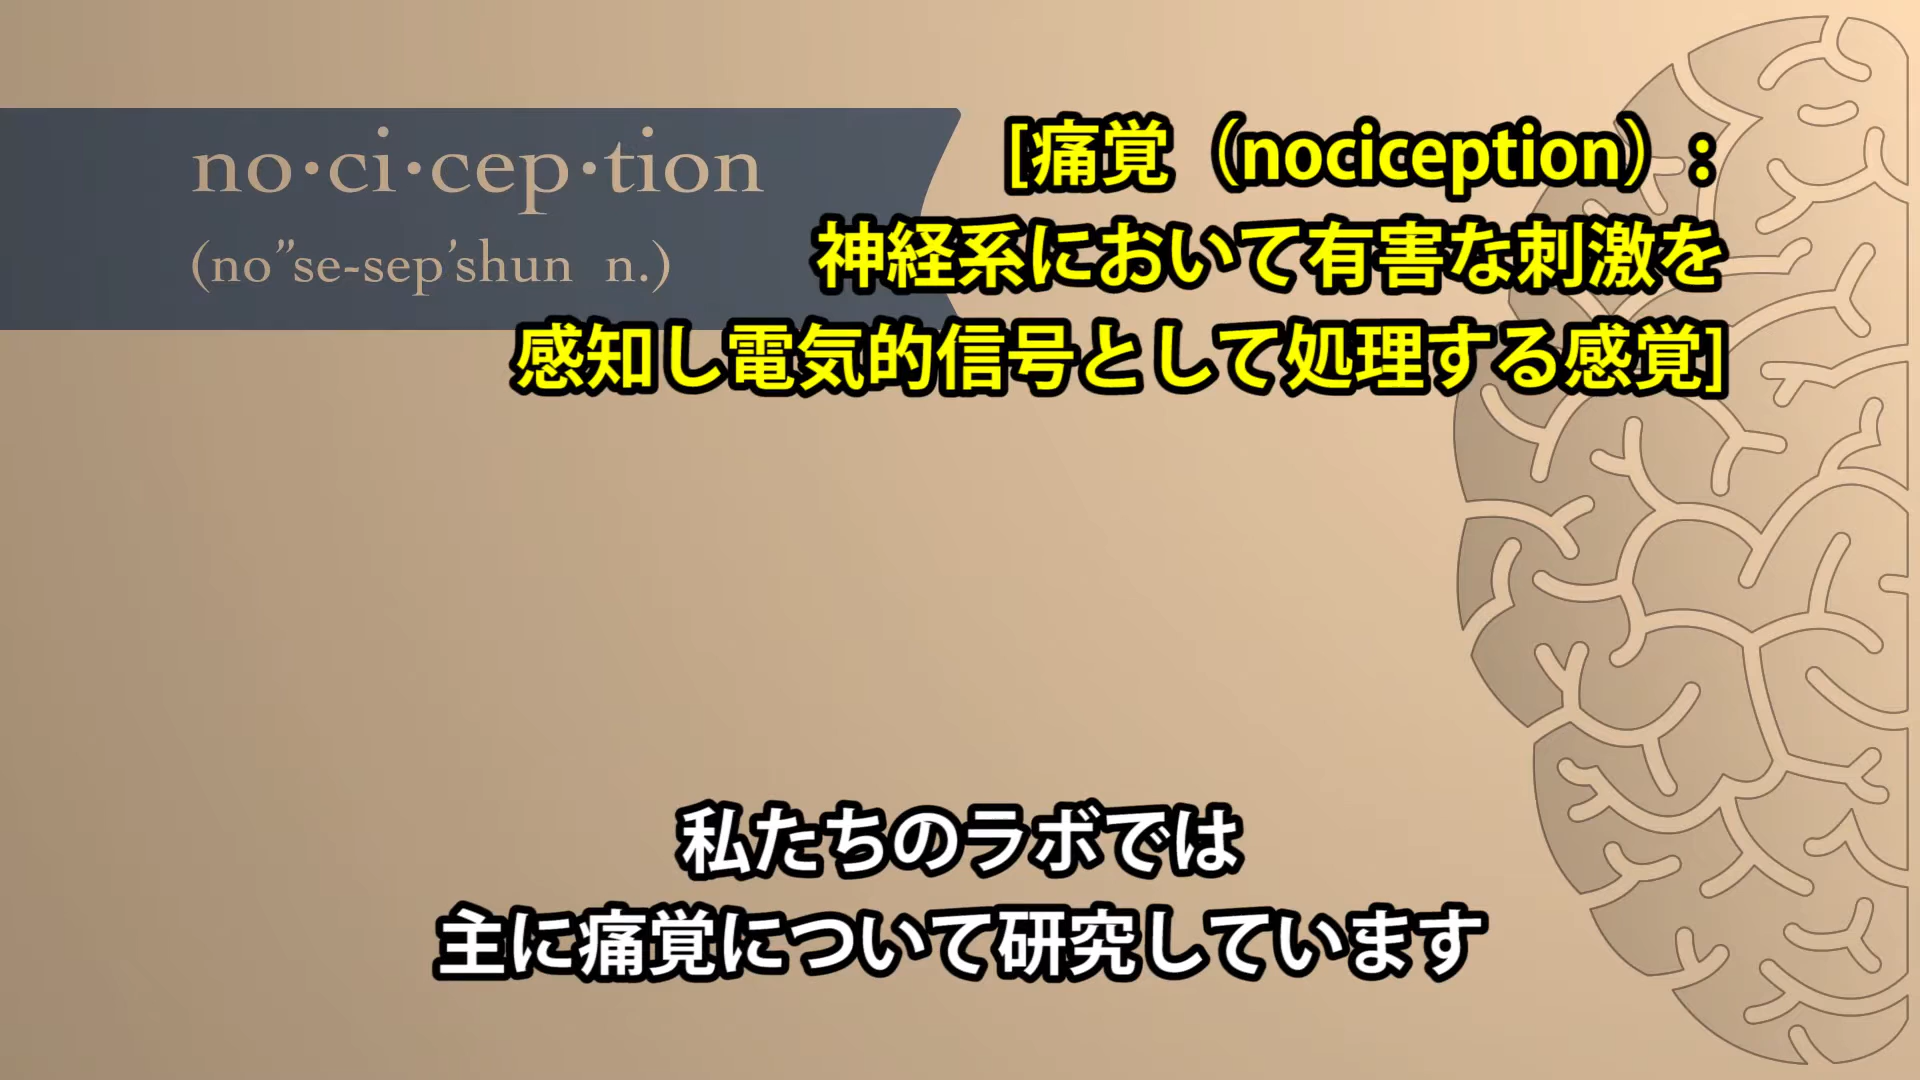 no·ci·cep·tion
(no”se-sep’shun n.)
[痛覚（nociception）:
神経系において有害な刺激を
感知し電気的信号として処理する感覚]
私たちのラボでは
主に痛覚について研究しています